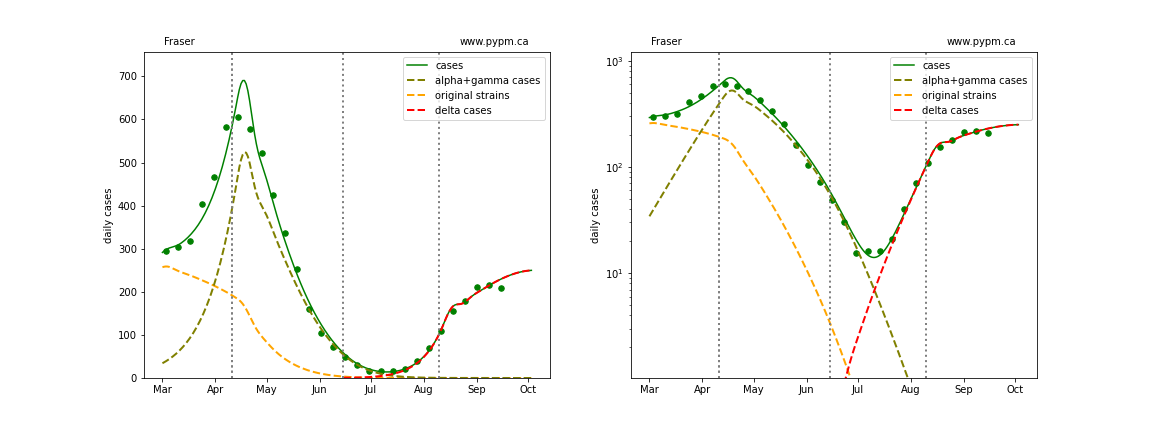 Fraser
www.pypm.ca
cases
alpha+gamma cases
original strains
delta cases
daily cases
700
600
500
400
300
200
100
0
Mar Apr May Jun Jul Aug Sep Oct
Fraser
www.pypm.ca
cases
alpha+gamma cases
original strains
delta cases
daily cases
10³
10²
10¹
Mar Apr May Jun Jul Aug Sep Oct